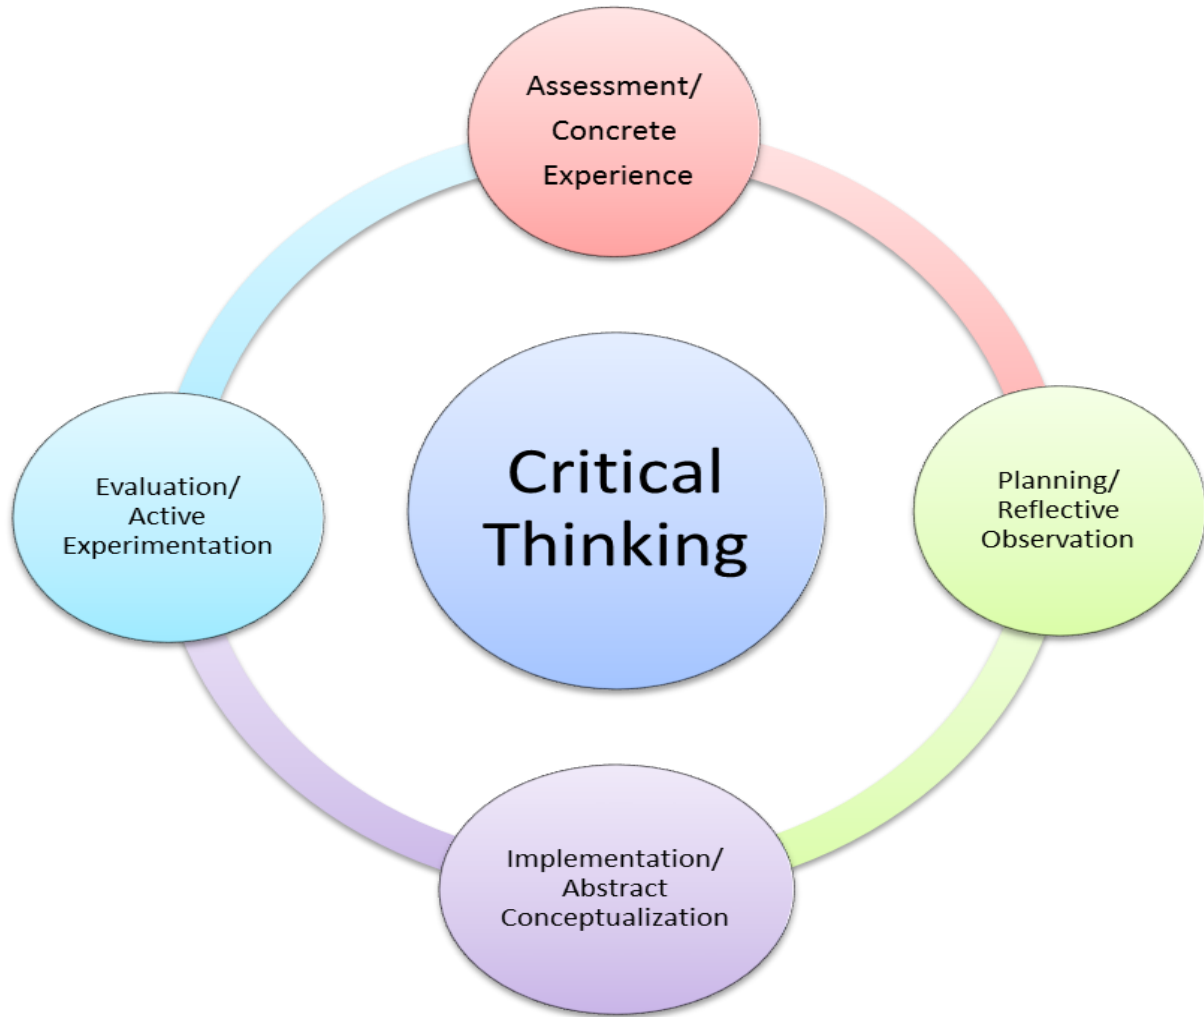 Assessment/
Concrete
Experience
Critical
Thinking
Evaluation/
Active
Experimentation
Planning/
Reflective
Observation
Implementation/
Abstract
Conceptualization